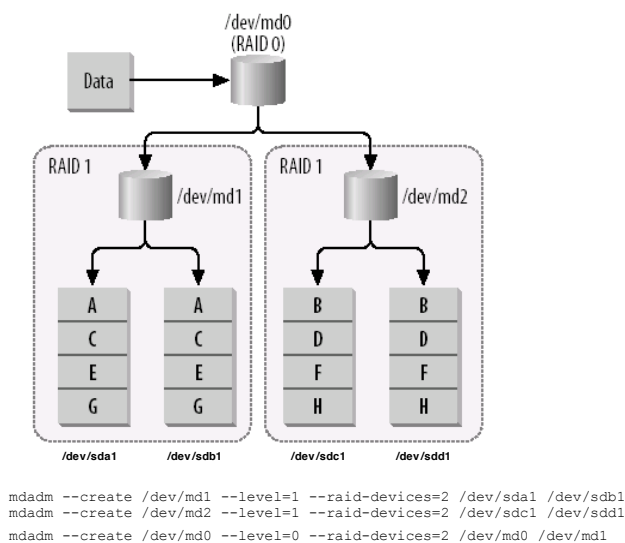 /dev/md0
(RAID 0)
Data
RAID 1
/dev/md1
RAID 1
/dev/md2
A
A
B
B
C
C
D
D
E
E
F
F
G
G
H
H
/dev/sda1
/dev/sdb1
/dev/sdc1
/dev/sdd1
mdadm --create /dev/md1 --level=1 --raid-devices=2 /dev/sda1 /dev/sdb1
mdadm --create /dev/md2 --level=1 --raid-devices=2 /dev/sdc1 /dev/sdd1
mdadm --create /dev/md0 --level=0 --raid-devices=2 /dev/md0 /dev/md1